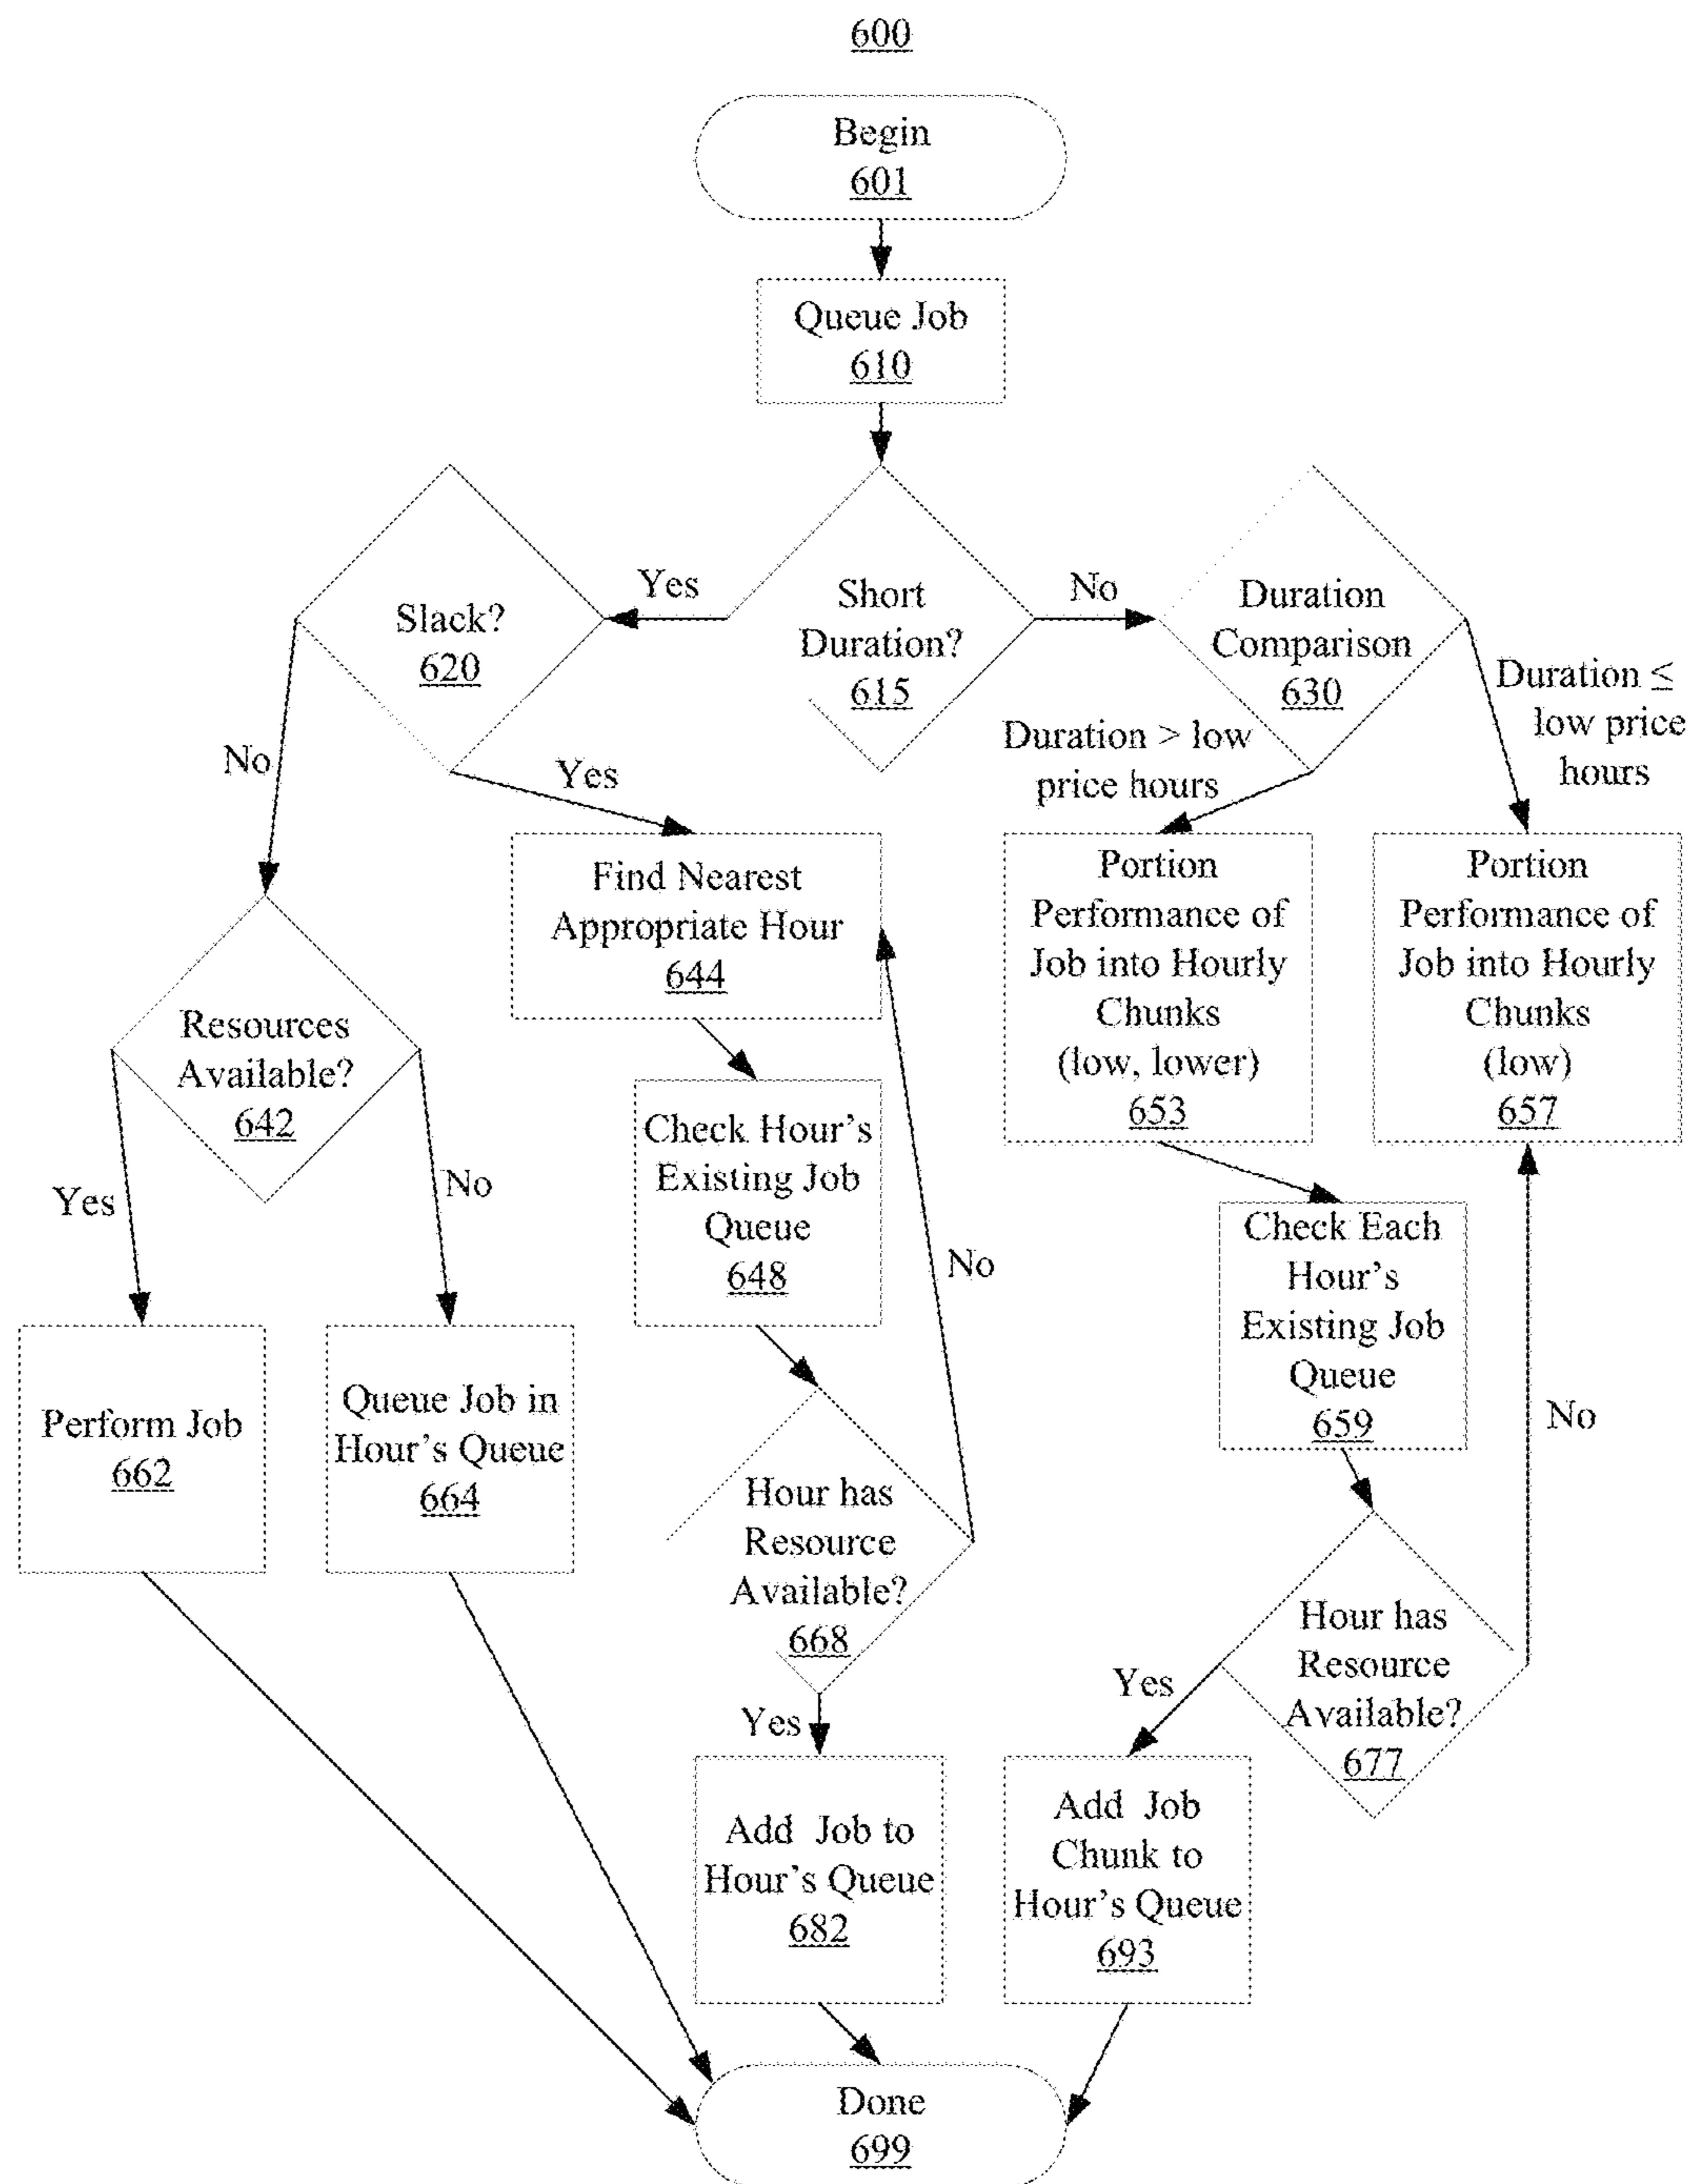 600
Begin
601
Queue Job
610
Yes
Short
Duration?
615
No
Slack?
620
Duration
Comparison
630
No
Yes
Duration > low
price hours
Duration ≤
low price
hours
Find Nearest
Appropriate Hour
644
Portion
Performance of
Job into Hourly
Chunks
(low, lower)
653
Portion
Performance of
Job into Hourly
Chunks
(low)
657
Resources
Available?
642
Yes
No
Check Hour's
Existing Job
Queue
648
No
Check Each
Hour's
Existing Job
Queue
659
No
Perform Job
662
Queue Job in
Hour's Queue
664
Hour has
Resource
Available?
668
Yes
Hour has
Resource
Available?
677
Yes
Add Job to
Hour's Queue
682
Add Job
Chunk to
Hour's Queue
693
Done
699